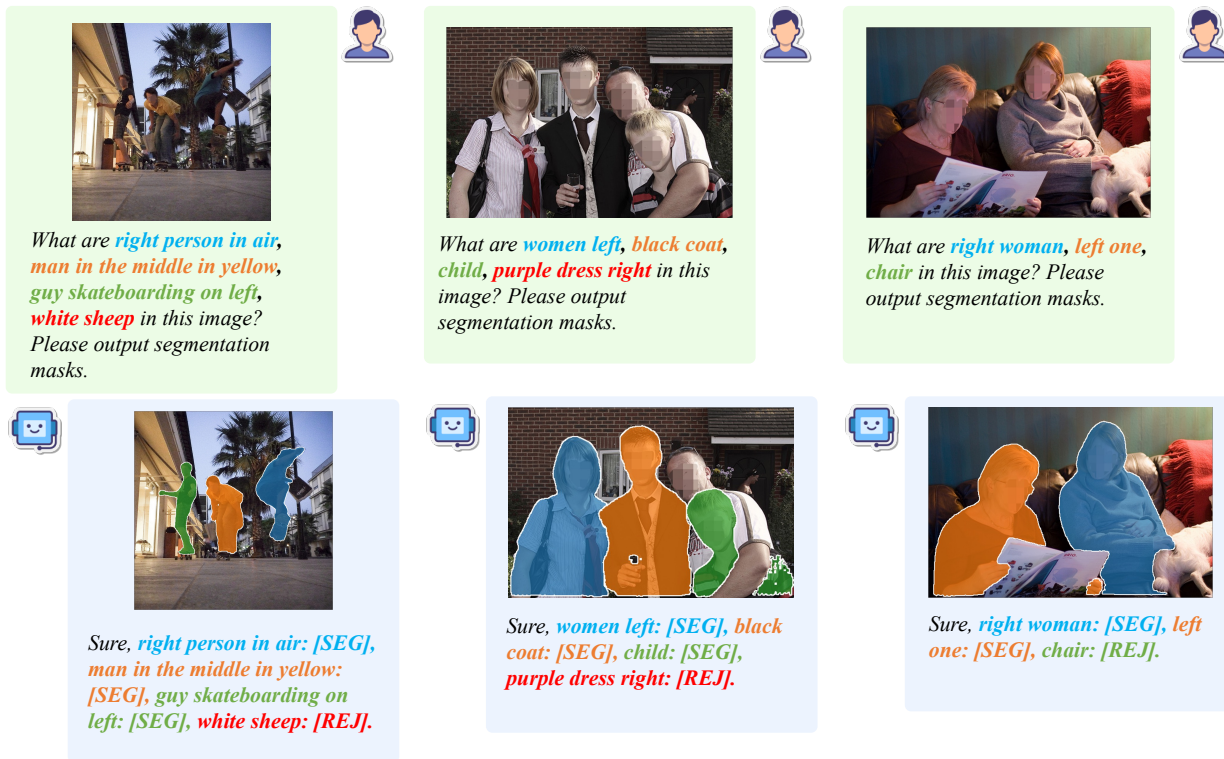 What are right person in air,
man in the middle in yellow,
guy skateboarding on left,
white sheep in this image?
Please output segmentation
masks.
What are women left, black coat,
child, purple dress right in this
image? Please output
segmentation masks.
What are right woman, left one,
chair in this image? Please
output segmentation masks.
Sure, right person in air: [SEG],
man in the middle in yellow:
[SEG], guy skateboarding on
left: [SEG], white sheep: [REJ].
Sure, women left: [SEG], black
coat: [SEG], child: [SEG],
purple dress right: [REJ].
Sure, right woman: [SEG], left
one: [SEG], chair: [REJ].